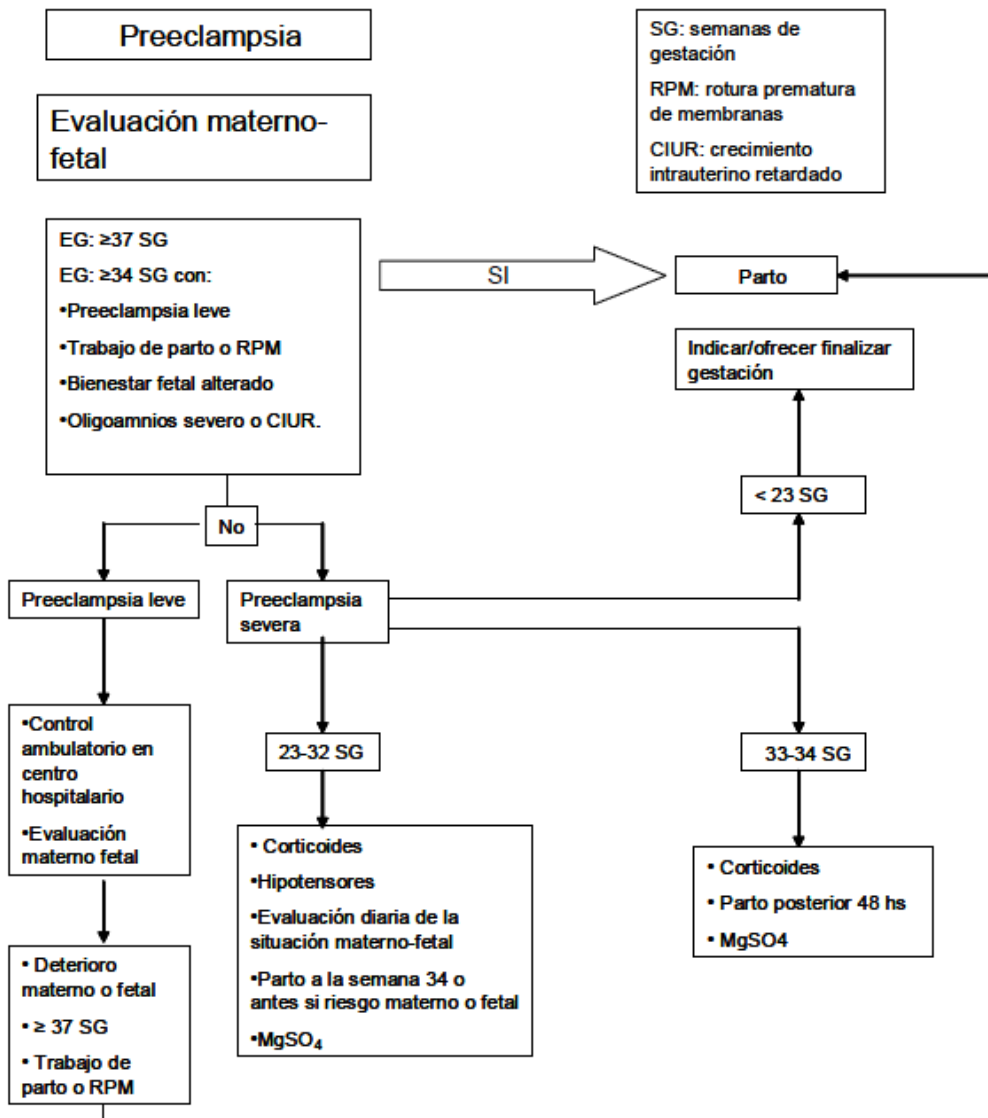 Preeclampsia
SG: semanas de
gestación
RPM: rotura prematura
de membranas
CIUR: crecimiento
intrauterino retardado
Evaluación materno-
fetal
EG: ≥37 SG
EG: ≥34 SG con:
•Preeclampsia leve
•Trabajo de parto o RPM
•Bienestar fetal alterado
•Oligoamnios severo o CIUR.
SI
Parto
Indicar/ofrecer finalizar
gestación
< 23 SG
No
Preeclampsia leve
Preeclampsia
severa
•Control
ambulatorio en
centro
hospitalario
•Evaluación
materno fetal
23-32 SG
33-34 SG
• Corticoides
•Hipotensores
•Evaluación diaria de la
situación materno-fetal
•Parto a la semana 34 o
antes si riesgo materno o fetal
•MgSO₄
• Corticoides
• Parto posterior 48 hs
• MgSO4
• Deterioro
materno o fetal
• ≥ 37 SG
• Trabajo de
parto o RPM